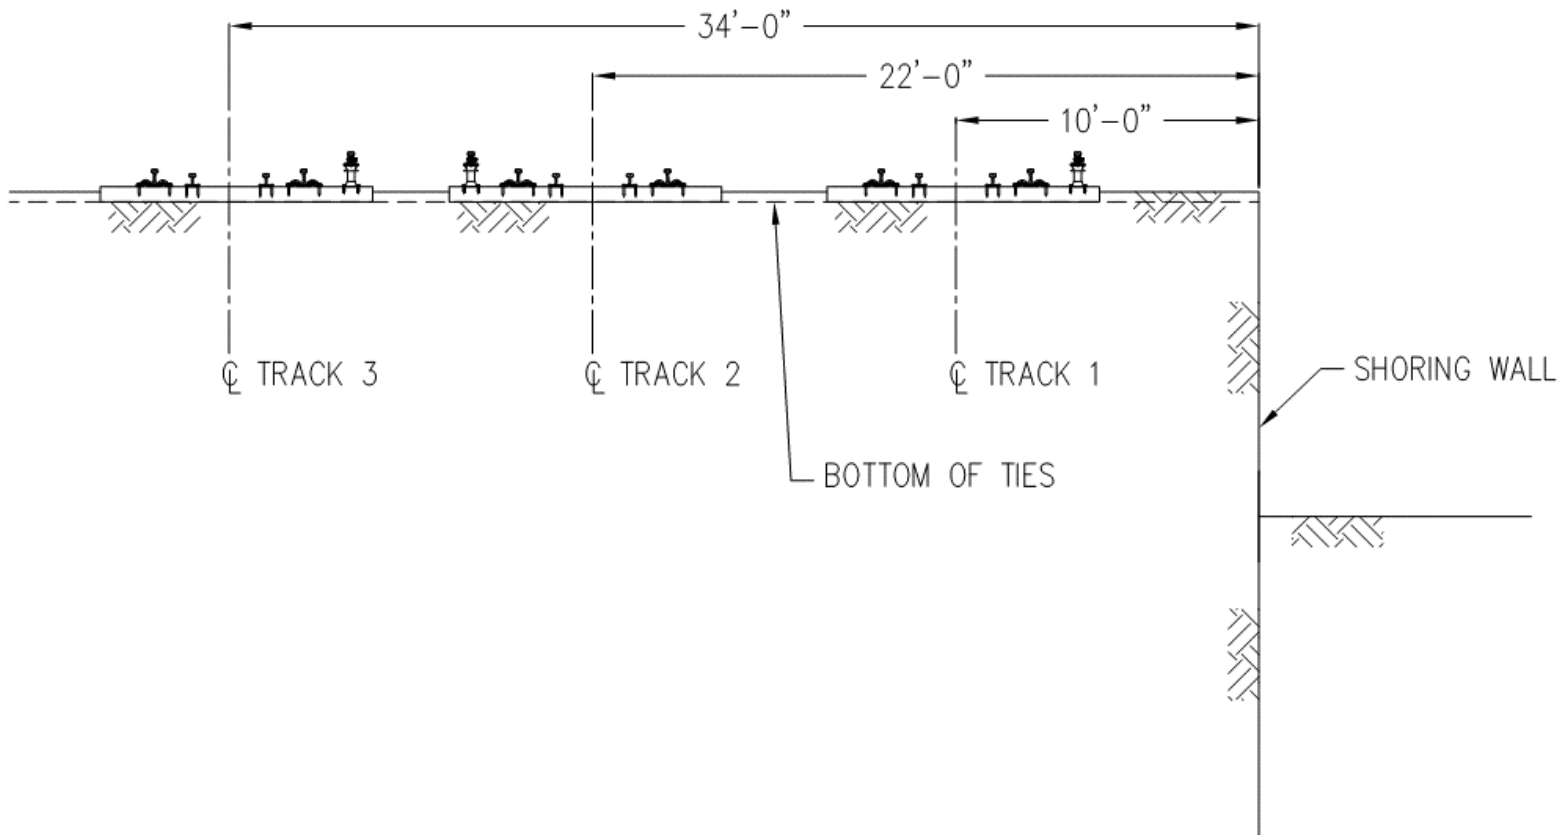 34'-0"
22'-0"
10'-0"
℄ TRACK 3
℄ TRACK 2
℄ TRACK 1
SHORING WALL
BOTTOM OF TIES